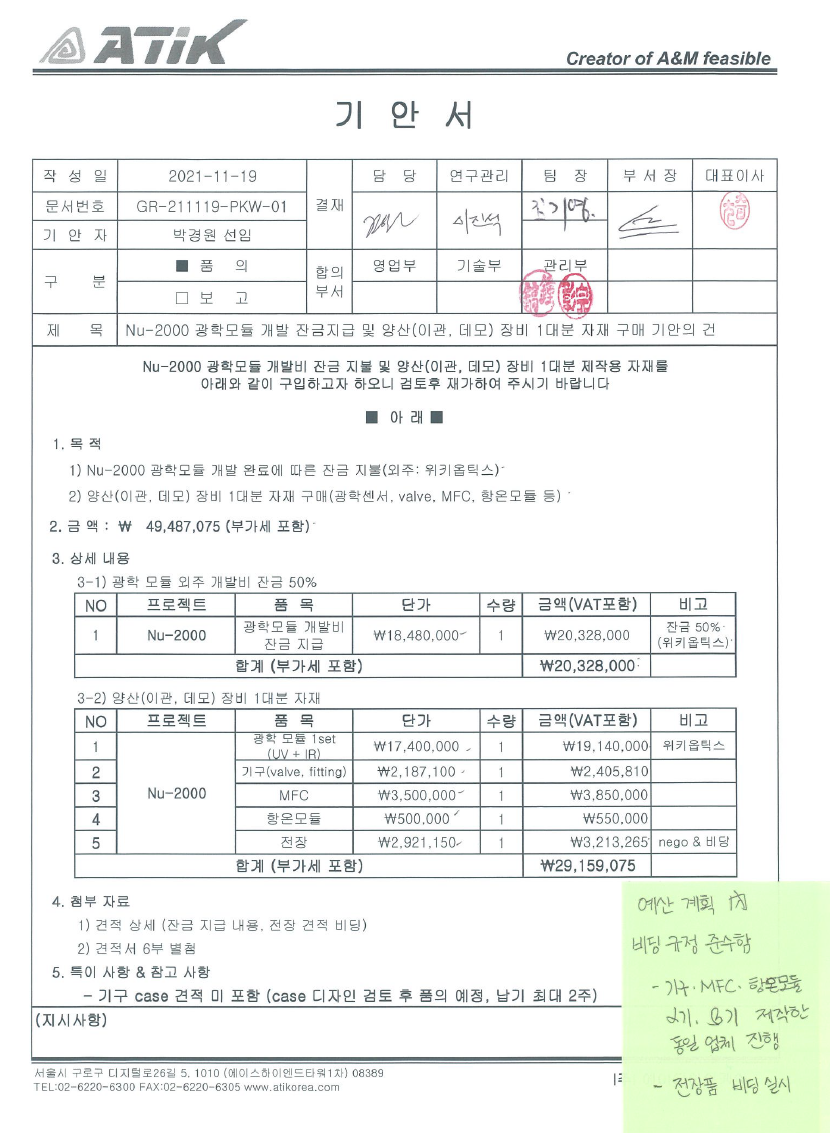 ATIK
Creator of A&M feasible
기 안 서
작 성 일 2021-11-19 결재 담 당 연구관리 팀 장 부 서 장 대표이사
문서번호 GR-211119-PKW-01
기 안 자 박경원 선임
이진석
조기영.
구 분 ■ 품 의 합의 부서 영업부 기술부 관리부
□ 보 고
제 목 Nu-2000 광학모듈 개발 잔금지급 및 양산(이관, 데모) 장비 1대분 자재 구매 기안의 건
Nu-2000 광학모듈 개발비 잔금 지불 및 양산(이관, 데모) 장비 1대분 제작용 자재를
아래와 같이 구입하고자 하오니 검토후 재가하여 주시기 바랍니다
■ 아 래 ■
1. 목 적
1) Nu-2000 광학모듈 개발 완료에 따른 잔금 지불(외주: 위키옵틱스)
2) 양산(이관, 데모) 장비 1대분 자재 구매(광학센서, valve, MFC, 항온모듈 등)
2. 금 액 : ₩ 49,487,075 (부가세 포함)
3. 상세 내용
3-1) 광학 모듈 외주 개발비 잔금 50%
NO 프로젝트 품 목 단가 수량 금액(VAT포함) 비고
1 Nu-2000 광학모듈 개발비 잔금 지급 ₩18,480,000 1 ₩20,328,000 잔금 50% (위키옵틱스)
합계 (부가세 포함) ₩20,328,000
3-2) 양산(이관, 데모) 장비 1대분 자재
NO 프로젝트 품 목 단가 수량 금액(VAT포함) 비고
1 Nu-2000 광학 모듈 1set (UV + IR) ₩17,400,000 1 ₩19,140,000 위키옵틱스
2 기구(valve, fitting) ₩2,187,100 1 ₩2,405,810
3 MFC ₩3,500,000 1 ₩3,850,000
4 항온모듈 ₩500,000 1 ₩550,000
5 전장 ₩2,921,150 1 ₩3,213,265 nego & 비딩
합계 (부가세 포함) ₩29,159,075
4. 첨부 자료
1) 견적 상세 (잔금 지급 내용, 전장 견적 비딩)
2) 견적서 6부 별첨
5. 특이 사항 & 참고 사항
- 기구 case 견적 미 포함 (case 디자인 검토 후 품의 예정, 납기 최대 2주)
(지시사항)
예산 계획 内
비딩 규정 준수함
- 기구·MFC·항온모듈
제작한
동일 업체 진행
- 전장품 비딩 실시
서울시 구로구 디지털로26길 5, 1010 (에이스하이엔드타워1차) 08389
TEL:02-6220-6300 FAX:02-6220-6305 www.atikorea.com